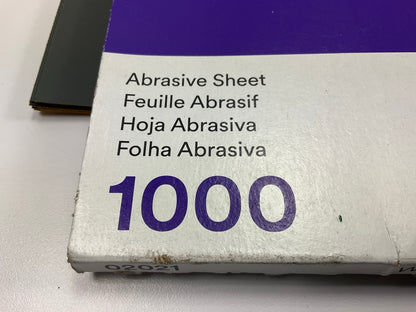 Abrasive Sheet
Feuille Abrasif
Hoja Abrasiva
Folha Abrasiva
1000
02021